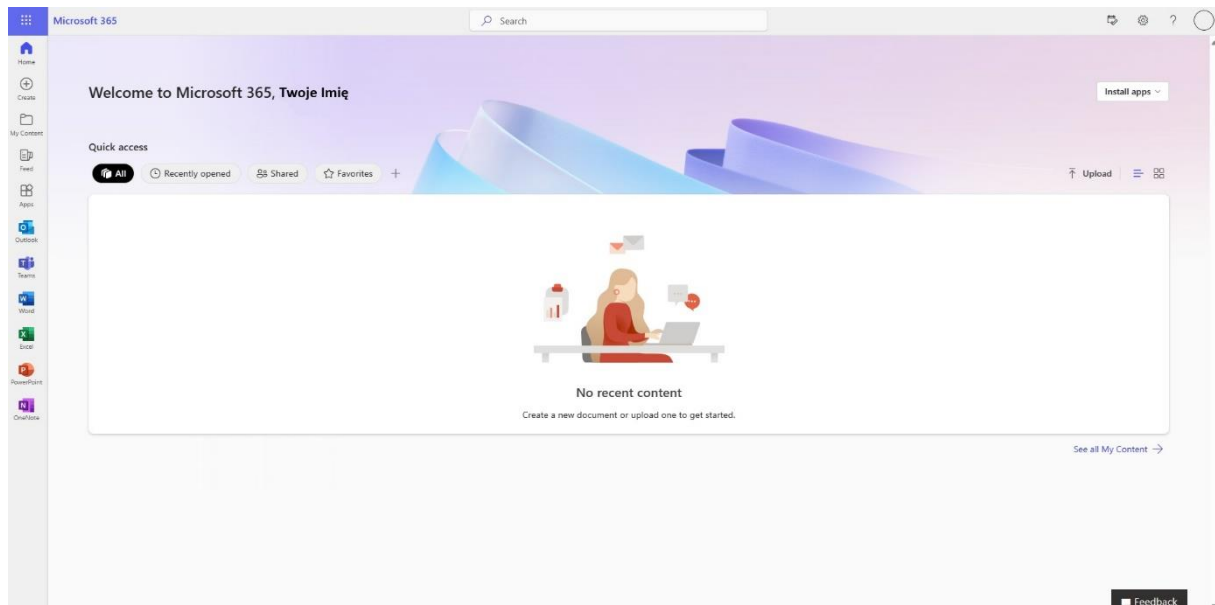 Microsoft 365
Search
?
Home
Create
My Content
Feed
Apps
Outlook
Teams
Word
Excel
PowerPoint
OneNote
Welcome to Microsoft 365, Twoje Imię
Install apps
Quick access
All Recently opened Shared Favorites +
Upload
No recent content
Create a new document or upload one to get started.
See all My Content →
Feedback